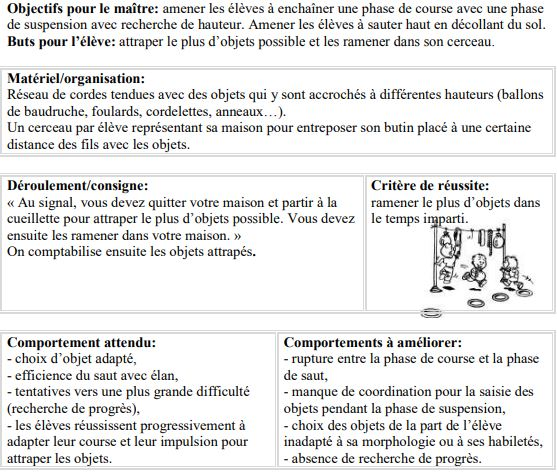 Objectifs pour le maître: amener les élèves à enchaîner une phase de course avec une phase
de suspension avec recherche de hauteur. Amener les élèves à sauter haut en décollant du sol.
Buts pour l'élève: attraper le plus d'objets possible et les ramener dans son cerceau.
Matériel/organisation:
Réseau de cordes tendues avec des objets qui y sont accrochés à différentes hauteurs (ballons
de baudruche, foulards, cordelettes, anneaux…).
Un cerceau par élève représentant sa maison pour entreposer son butin placé à une certaine
distance des fils avec les objets.
Déroulement/consigne:
« Au signal, vous devez quitter votre maison et partir à la
cueillette pour attraper le plus d'objets possible. Vous devez
ensuite les ramener dans votre maison. »
On comptabilise ensuite les objets attrapés.
Critère de réussite:
ramener le plus d'objets dans
le temps imparti.
Comportement attendu:
- choix d'objet adapté,
- efficience du saut avec élan,
- tentatives vers une plus grande difficulté
(recherche de progrès),
- les élèves réussissent progressivement à
adapter leur course et leur impulsion pour
attraper les objets.
Comportements à améliorer:
- rupture entre la phase de course et la phase
de saut,
- manque de coordination pour la saisie des
objets pendant la phase de suspension,
- choix des objets de la part de l'élève
inadapté à sa morphologie ou à ses habiletés,
- absence de recherche de progrès.